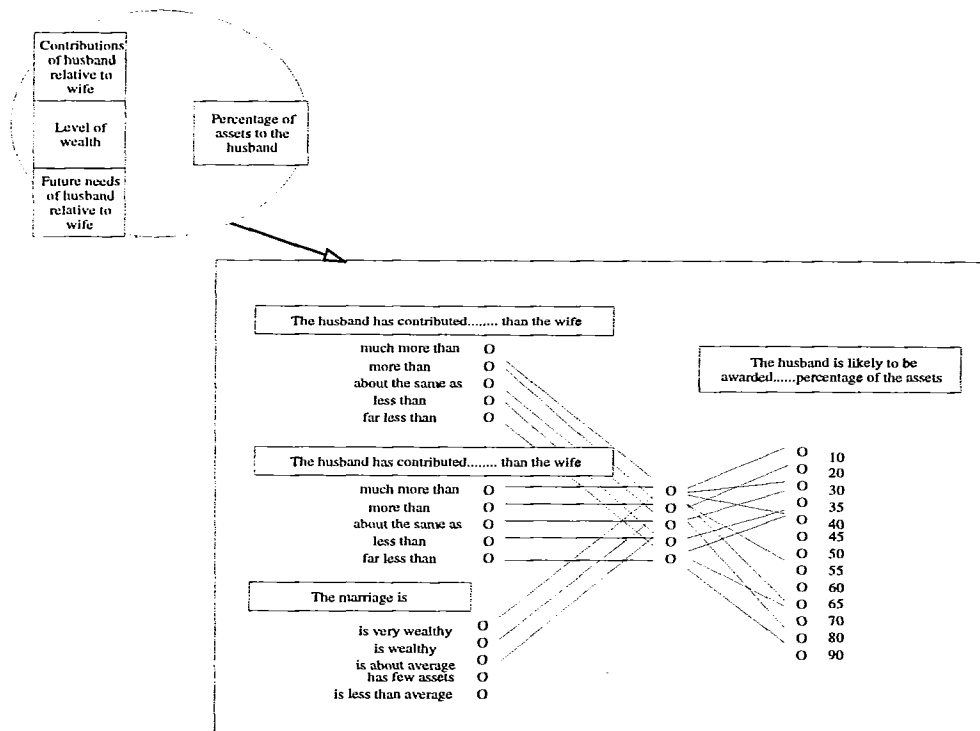 Contributions
of husband
relative to
wife
Level of
wealth
Future needs
of husband
relative to
wife
Percentage of
assets to the
husband
The husband has contributed........ than the wife
much more than O
more than O
about the same as O
less than O
far less than O
The husband has contributed........ than the wife
much more than O
more than O
about the same as O
less than O
far less than O
The marriage is
is very wealthy O
is wealthy O
is about average O
has few assets O
is less than average O
O
O
O
O
O
The husband is likely to be
awarded......percentage of the assets
O 10
O 20
O 30
O 35
O 40
O 45
O 50
O 55
O 60
O 65
O 70
O 80
O 90